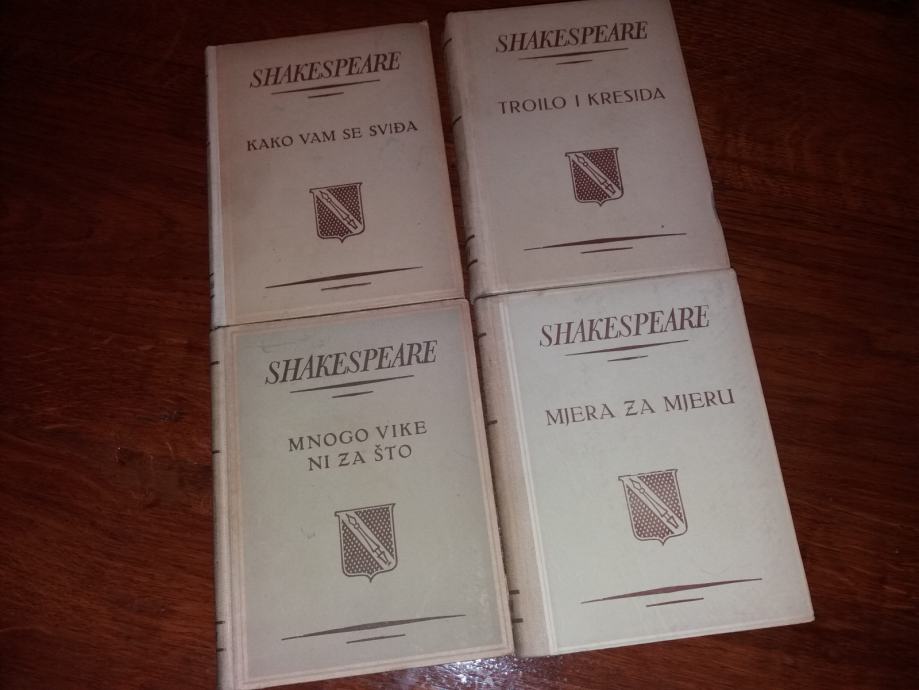 SHAKESPEARE
KAKO VAM SE SVIĐA
SHAKESPEARE
TROILO I KRESIDA
SHAKESPEARE
MNOGO VIKE
NI ZA ŠTO
SHAKESPEARE
MJERA ZA MJERU